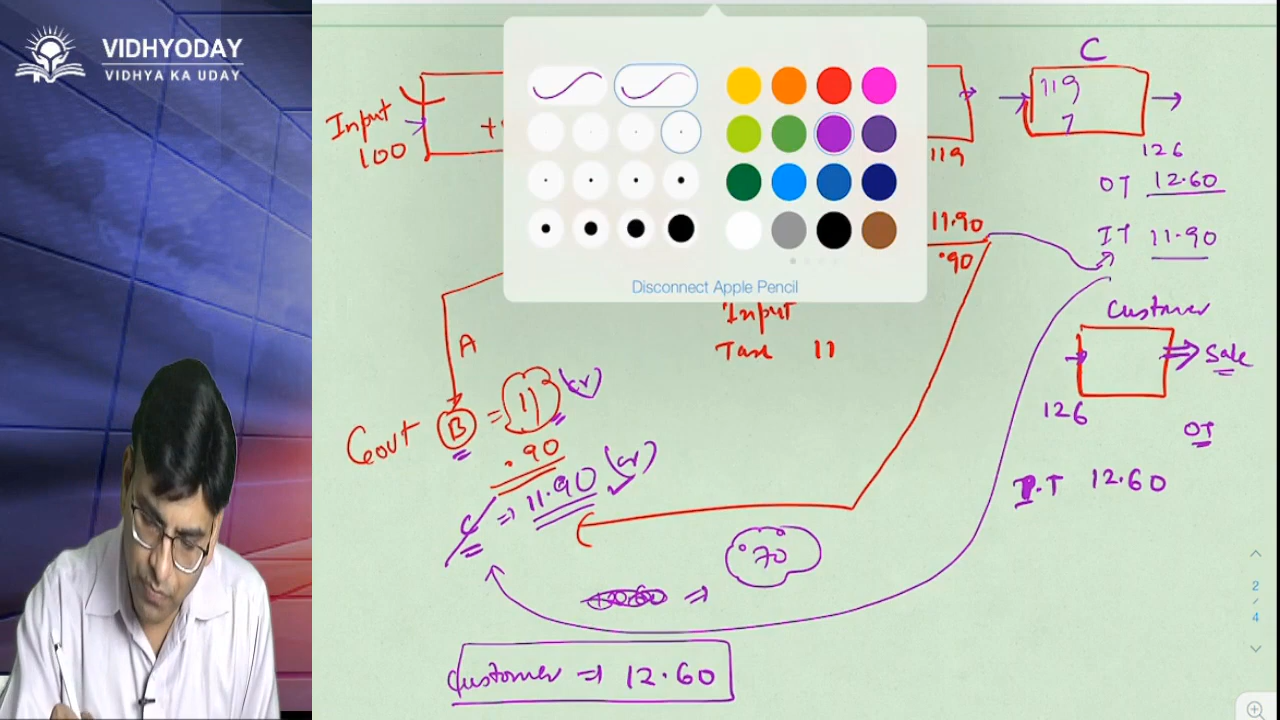 VIDHYODAY
VIDHYA KA UDAY
Input
100
119
C
119
7
126
OT 12.60
11.90
.90
IT 11.90
Disconnect Apple Pencil
Input
Tax 11
A
Customer
Sale
126
OT
Govt B = 11 (cr)
.90
C => 11.90 (cr)
I.T 12.60
=> .70
Customer => 12.60
2
/
4